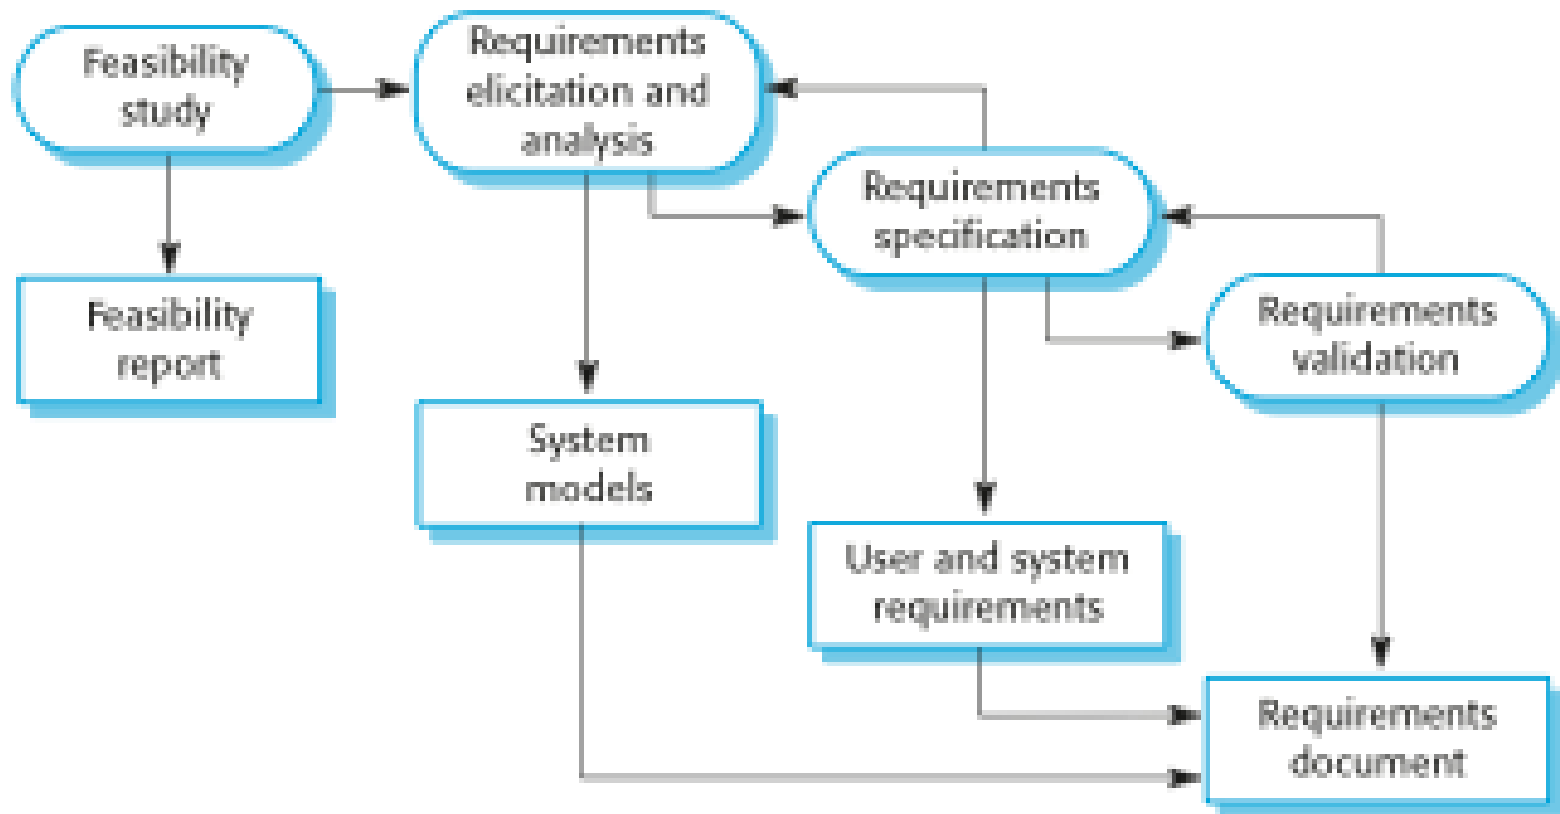 Feasibility
study
Requirements
elicitation and
analysis
Requirements
specification
Requirements
validation
Feasibility
report
System
models
User and system
requirements
Requirements
document